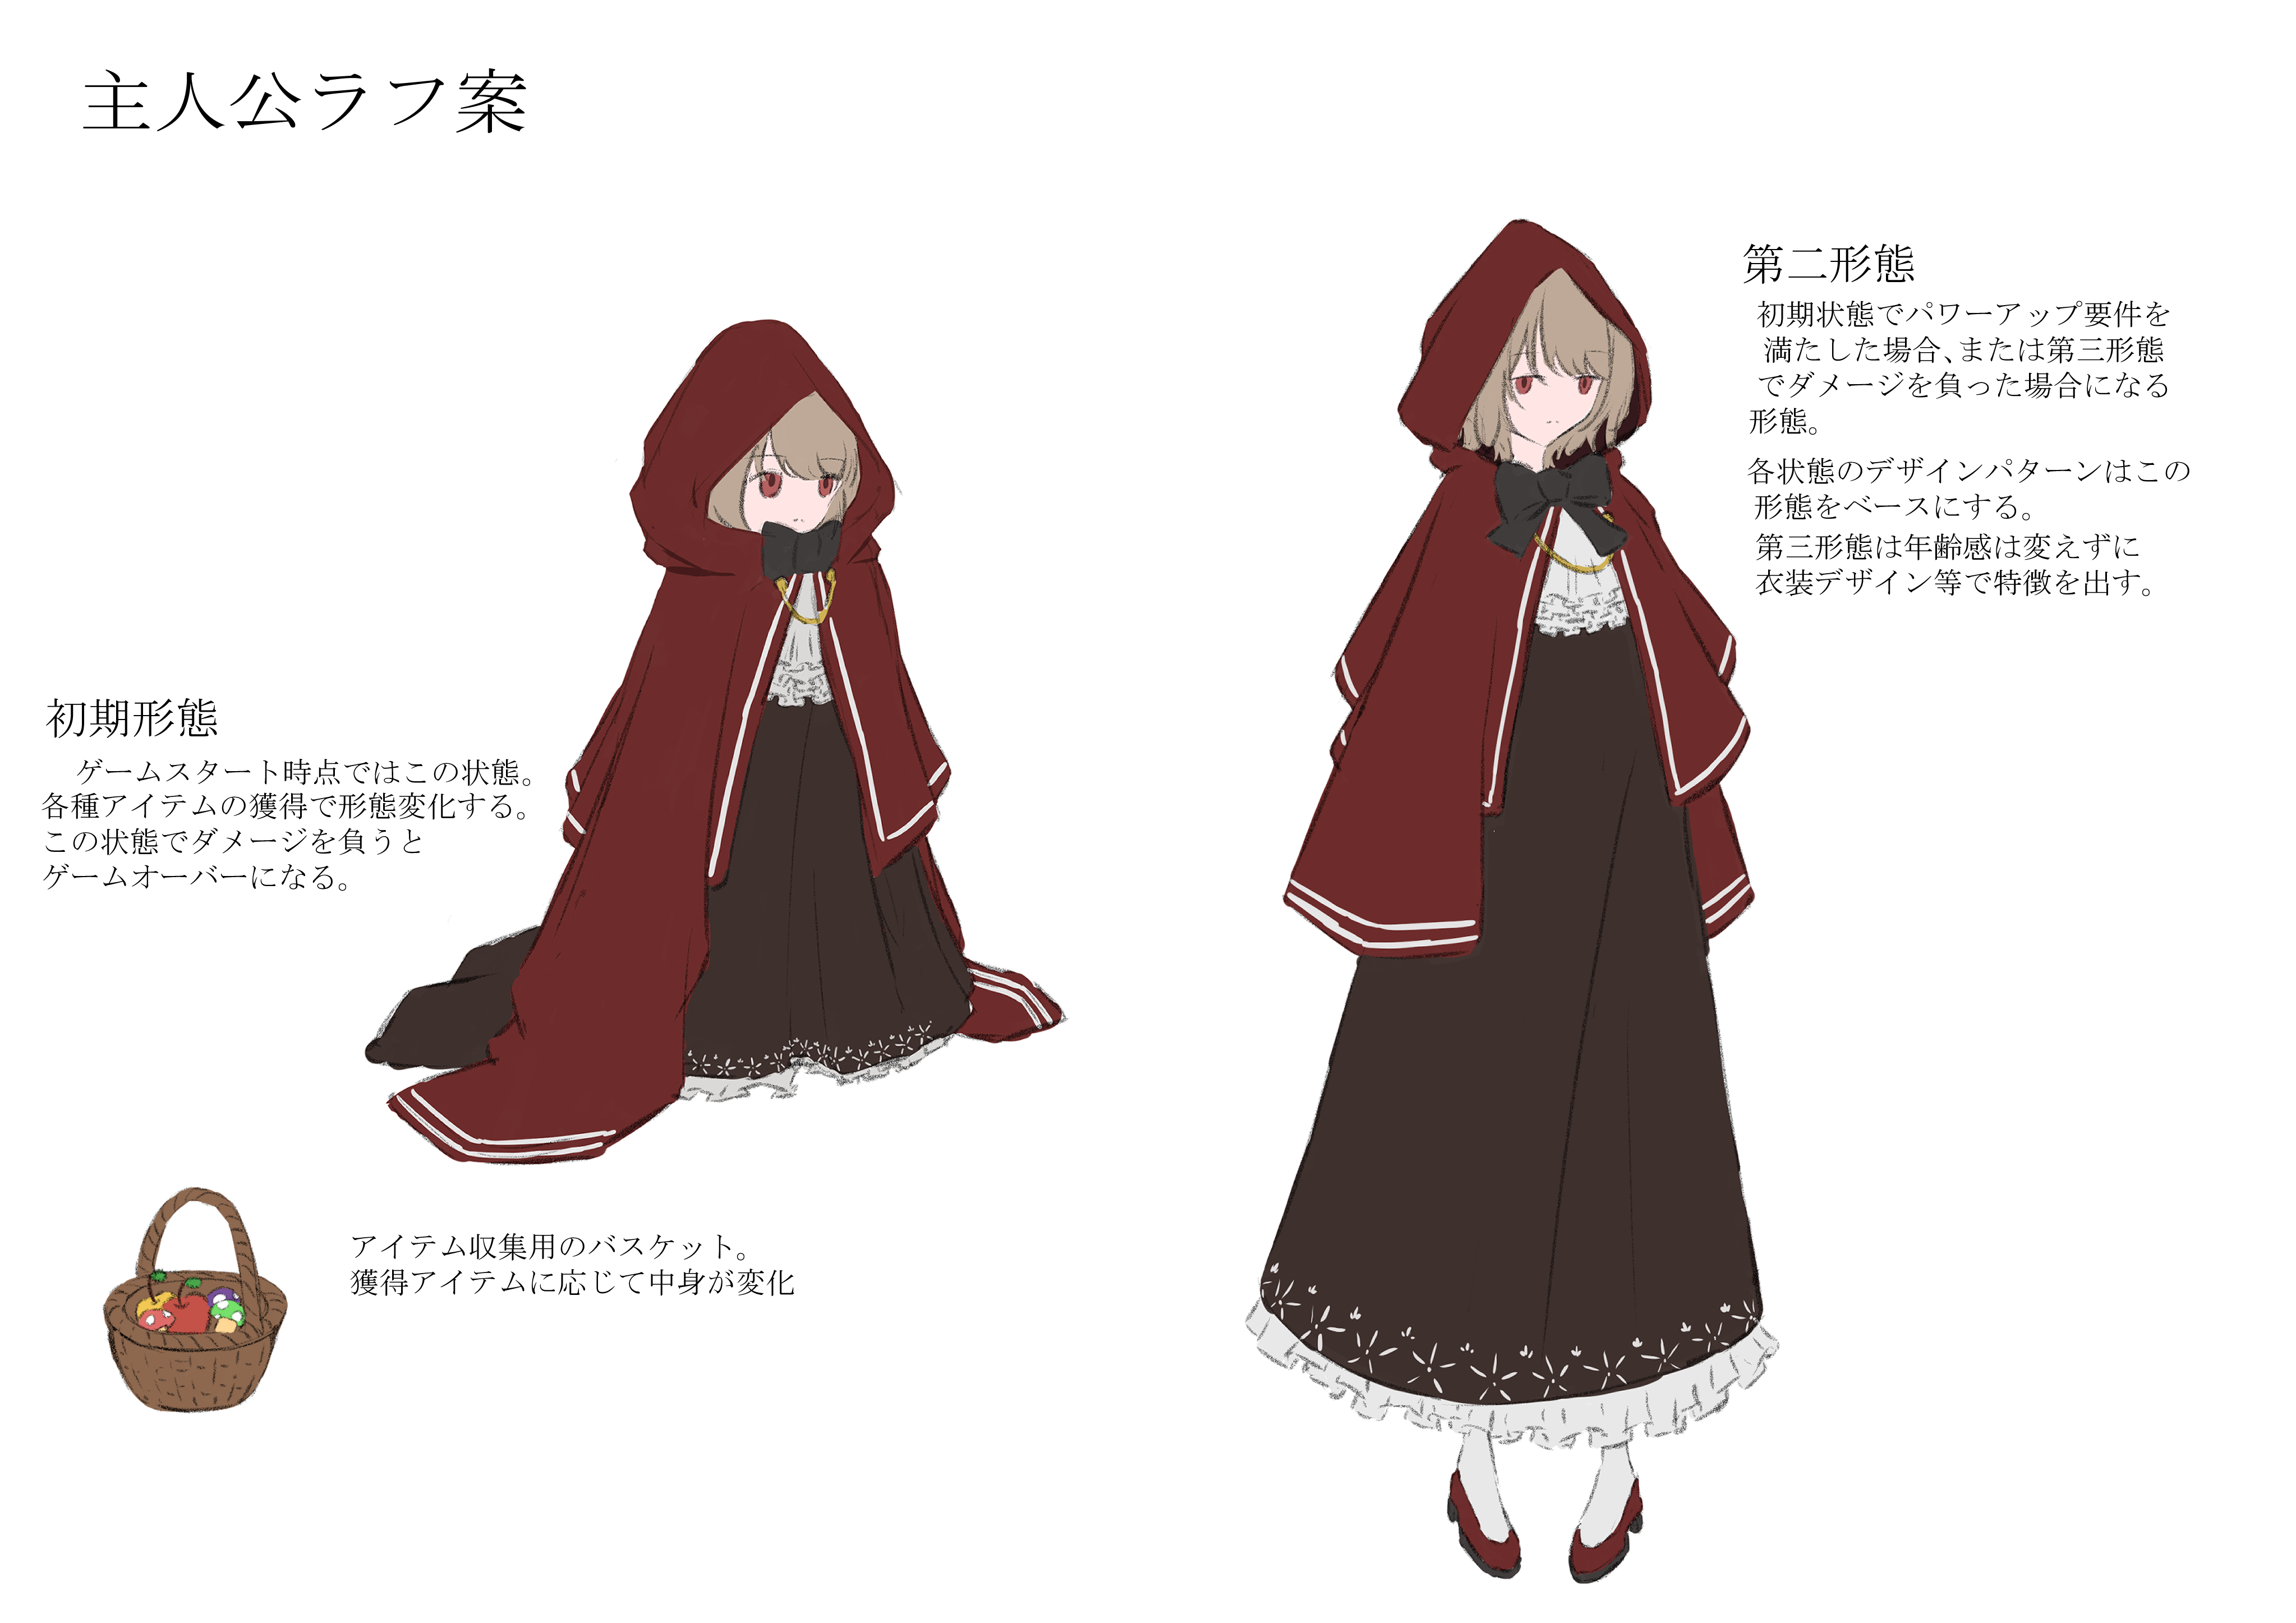 主人公ラフ案
初期形態
ゲームスタート時点ではこの状態。
各種アイテムの獲得で形態変化する。
この状態でダメージを負うと
ゲームオーバーになる。
アイテム収集用のバスケット。
獲得アイテムに応じて中身が変化
第二形態
初期状態でパワーアップ要件を
満たした場合、または第三形態
でダメージを負った場合になる
形態。
各状態のデザインパターンはこの
形態をベースにする。
第三形態は年齢感は変えずに
衣装デザイン等で特徴を出す。